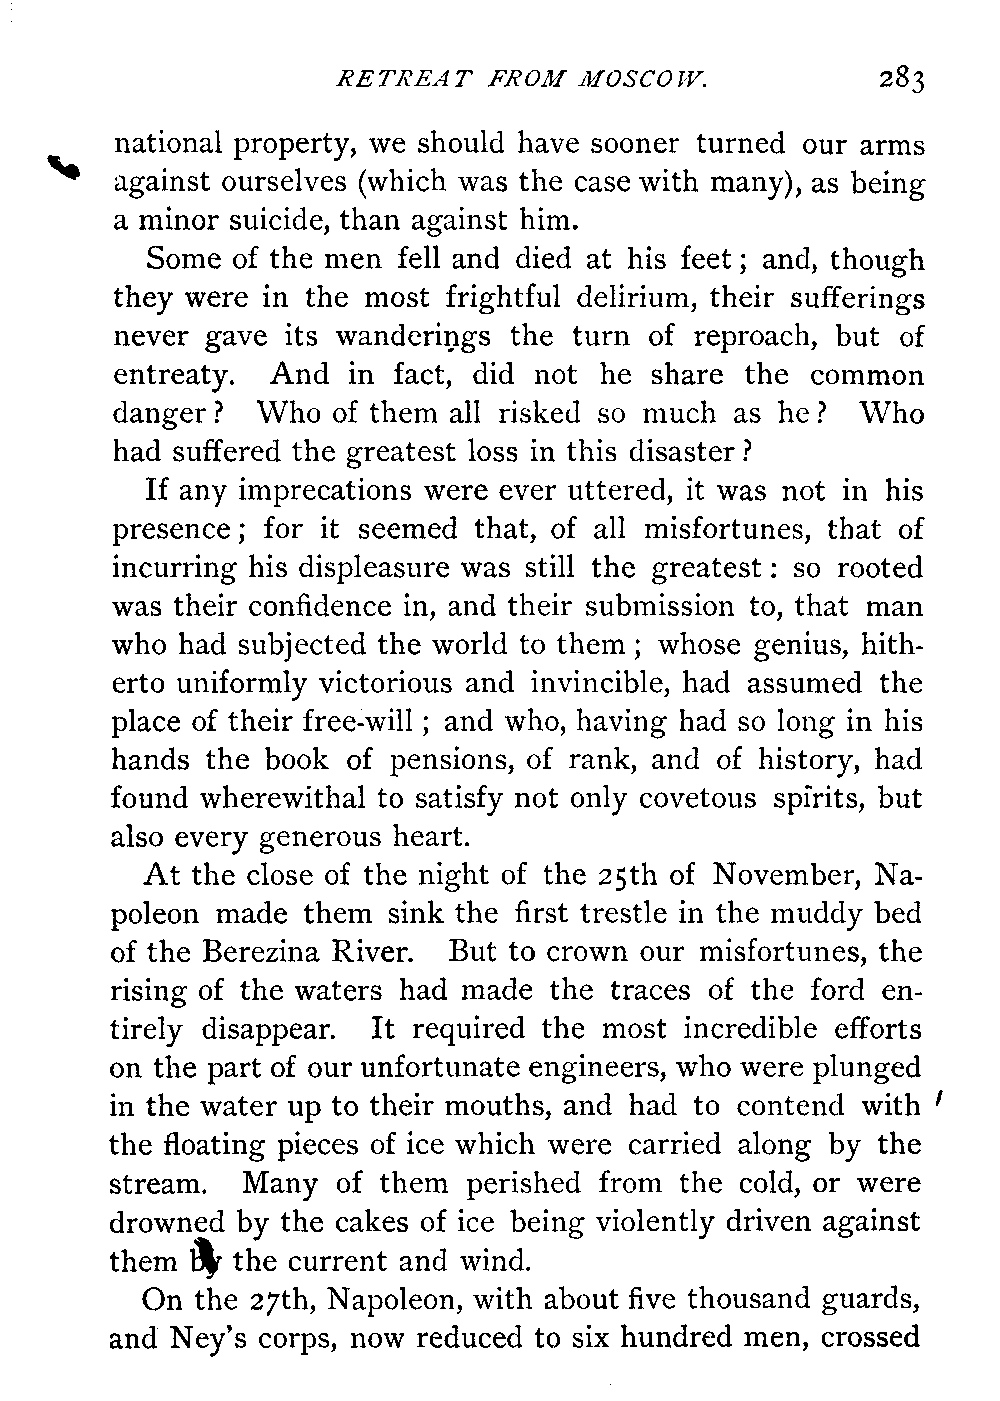 RETREAT FROM MOSCOW. 283
national property, we should have sooner turned our arms
against ourselves (which was the case with many), as being
a minor suicide, than against him.
Some of the men fell and died at his feet; and, though
they were in the most frightful delirium, their sufferings
never gave its wanderings the turn of reproach, but of
entreaty. And in fact, did not he share the common
danger? Who of them all risked so much as he? Who
had suffered the greatest loss in this disaster?
If any imprecations were ever uttered, it was not in his
presence; for it seemed that, of all misfortunes, that of
incurring his displeasure was still the greatest: so rooted
was their confidence in, and their submission to, that man
who had subjected the world to them; whose genius, hith-
erto uniformly victorious and invincible, had assumed the
place of their free-will; and who, having had so long in his
hands the book of pensions, of rank, and of history, had
found wherewithal to satisfy not only covetous spirits, but
also every generous heart.
At the close of the night of the 25th of November, Na-
poleon made them sink the first trestle in the muddy bed
of the Berezina River. But to crown our misfortunes, the
rising of the waters had made the traces of the ford en-
tirely disappear. It required the most incredible efforts
on the part of our unfortunate engineers, who were plunged
in the water up to their mouths, and had to contend with
the floating pieces of ice which were carried along by the
stream. Many of them perished from the cold, or were
drowned by the cakes of ice being violently driven against
them by the current and wind.
On the 27th, Napoleon, with about five thousand guards,
and Ney's corps, now reduced to six hundred men, crossed